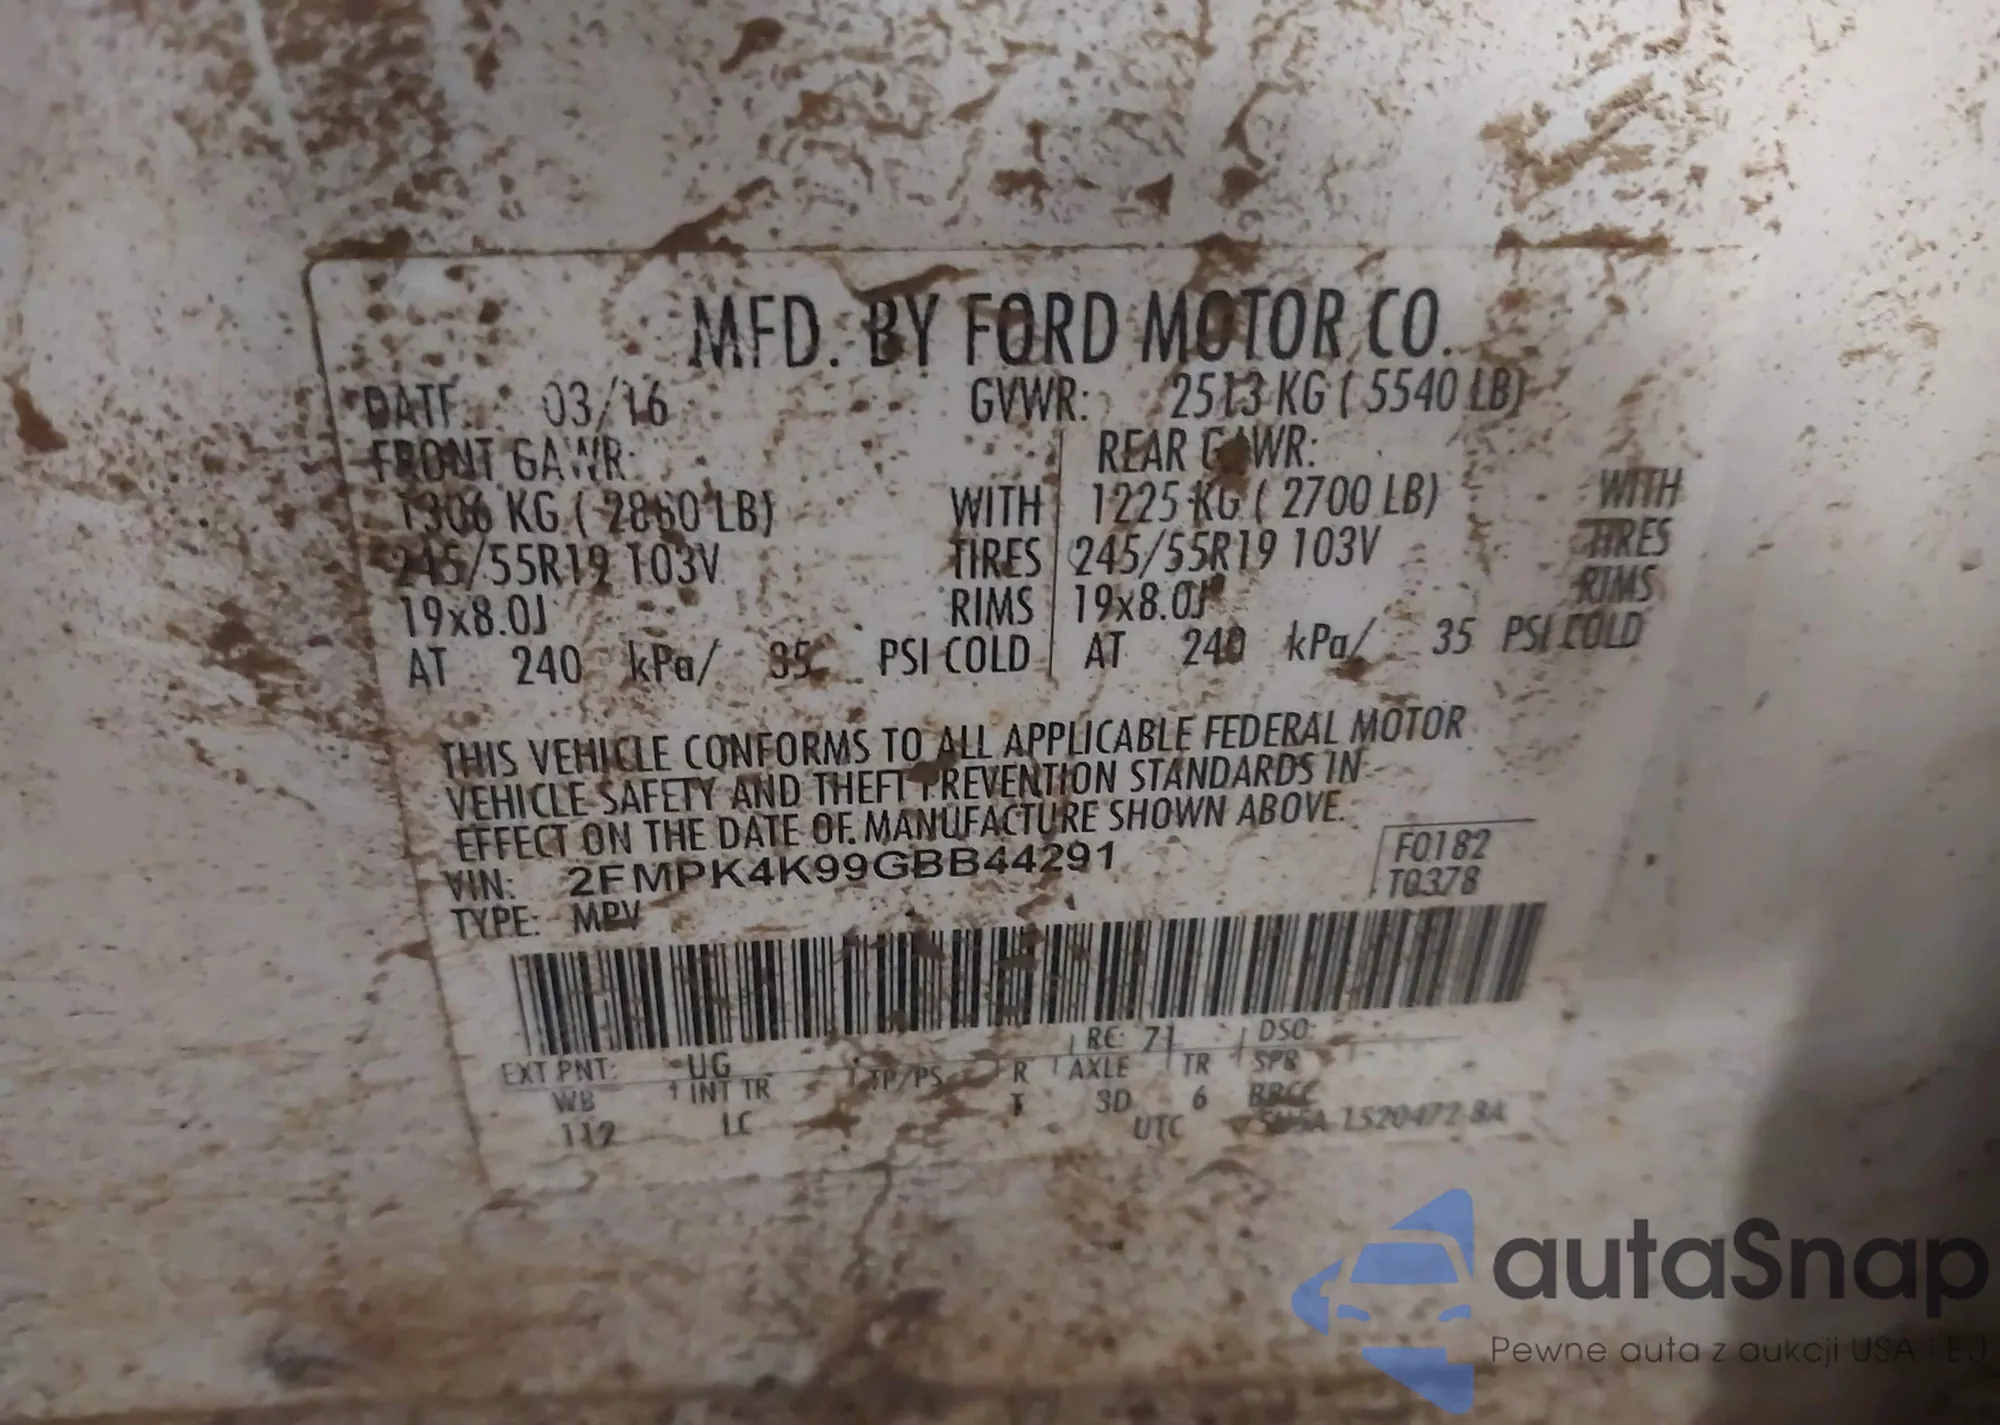 MFD. BY FORD MOTOR CO.
DATE: 03/16 GVWR: 2513 KG ( 5540 LB)
FRONT GAWR: REAR GAWR:
1306 KG ( 2880 LB) WITH 1225 KG ( 2700 LB) WITH
245/55R19 103V TIRES 245/55R19 103V TIRES
19x8.0J RIMS 19x8.0J RIMS
AT 240 kPa/ 35 PSI COLD AT 240 kPa/ 35 PSI COLD
THIS VEHICLE CONFORMS TO ALL APPLICABLE FEDERAL MOTOR
VEHICLE SAFETY AND THEFT PREVENTION STANDARDS IN
EFFECT ON THE DATE OF MANUFACTURE SHOWN ABOVE.
VIN: 2FMPK4K99GBB44291 F0182
TYPE: MPV T0378
EXT PNT: UG RC: 71 DSO:
WB INT TR TP/PS R AXLE TR SPR
112 LC 3D 6
UTC
autaSnap
Pewne auta z aukcji USA i EU